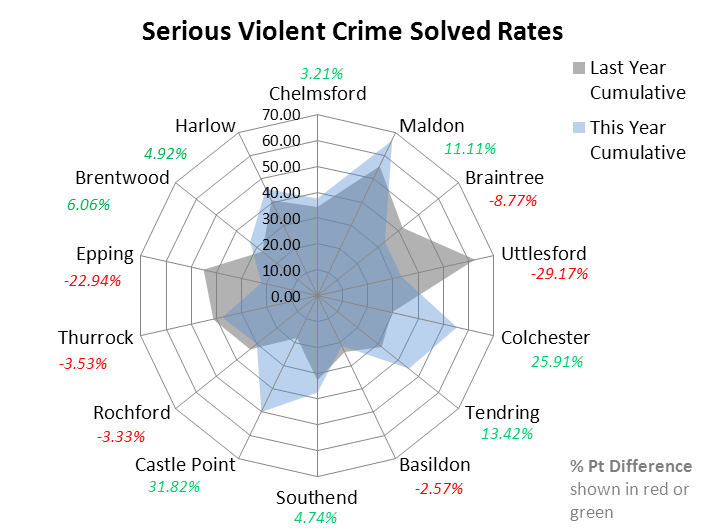 Serious Violent Crime Solved Rates
3.21%
Chelmsford
Last Year
Cumulative
This Year
Cumulative
70.00
60.00
50.00
40.00
30.00
20.00
10.00
0.00
Maldon
11.11%
Braintree
-8.77%
Uttlesford
-29.17%
Colchester
25.91%
Tendring
13.42%
Basildon
-2.57%
Southend
4.74%
Castle Point
31.82%
Rochford
-3.33%
Thurrock
-3.53%
Epping
-22.94%
Brentwood
6.06%
Harlow
4.92%
% Pt Difference
shown in red or
green